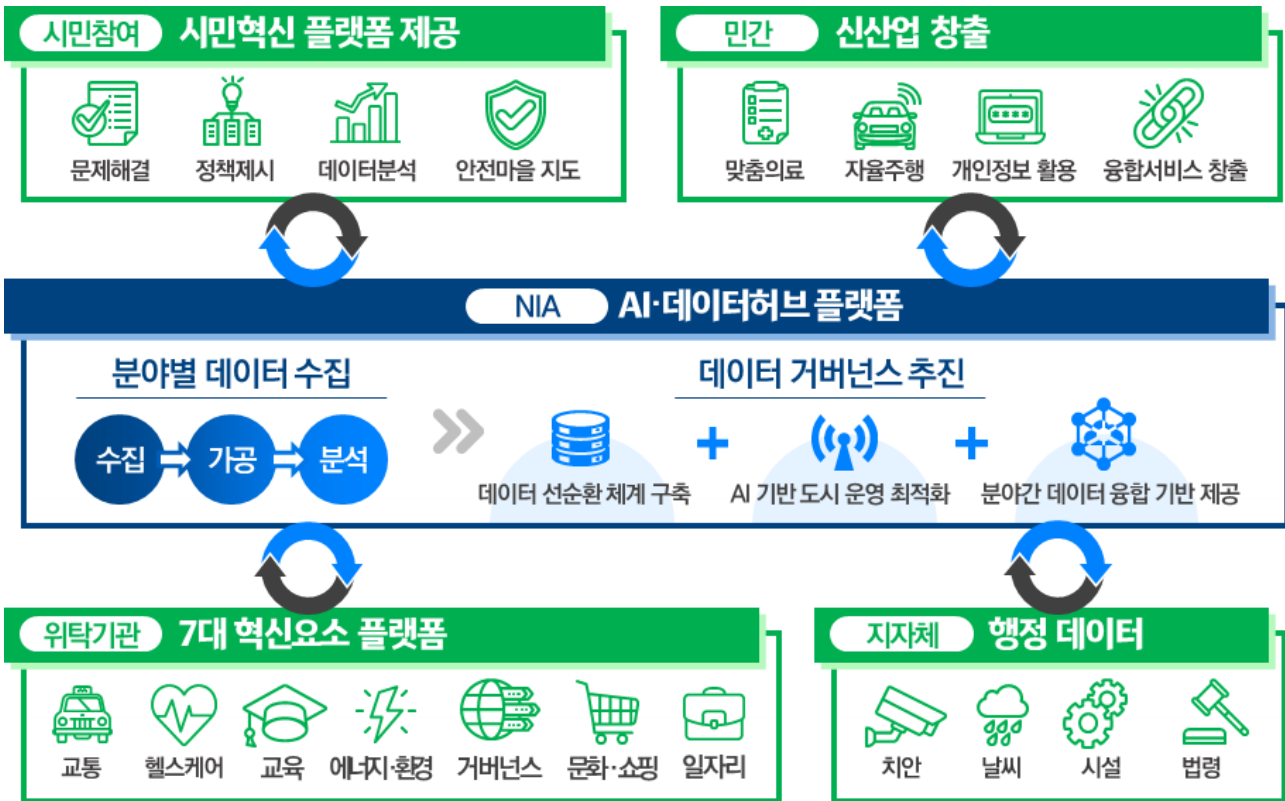 시민참여 시민혁신 플랫폼 제공
문제해결 정책제시 데이터분석 안전마을 지도
민간 신산업 창출
맞춤의료 자율주행 개인정보 활용 융합서비스 창출
NIA AI·데이터허브 플랫폼
분야별 데이터 수집
수집 가공 분석
데이터 거버넌스 추진
데이터 선순환 체계 구축 AI 기반 도시 운영 최적화 분야간 데이터 융합 기반 제공
위탁기관 7대 혁신요소 플랫폼
교통 헬스케어 교육 에너지·환경 거버넌스 문화·쇼핑 일자리
지자체 행정 데이터
치안 날씨 시설 법령